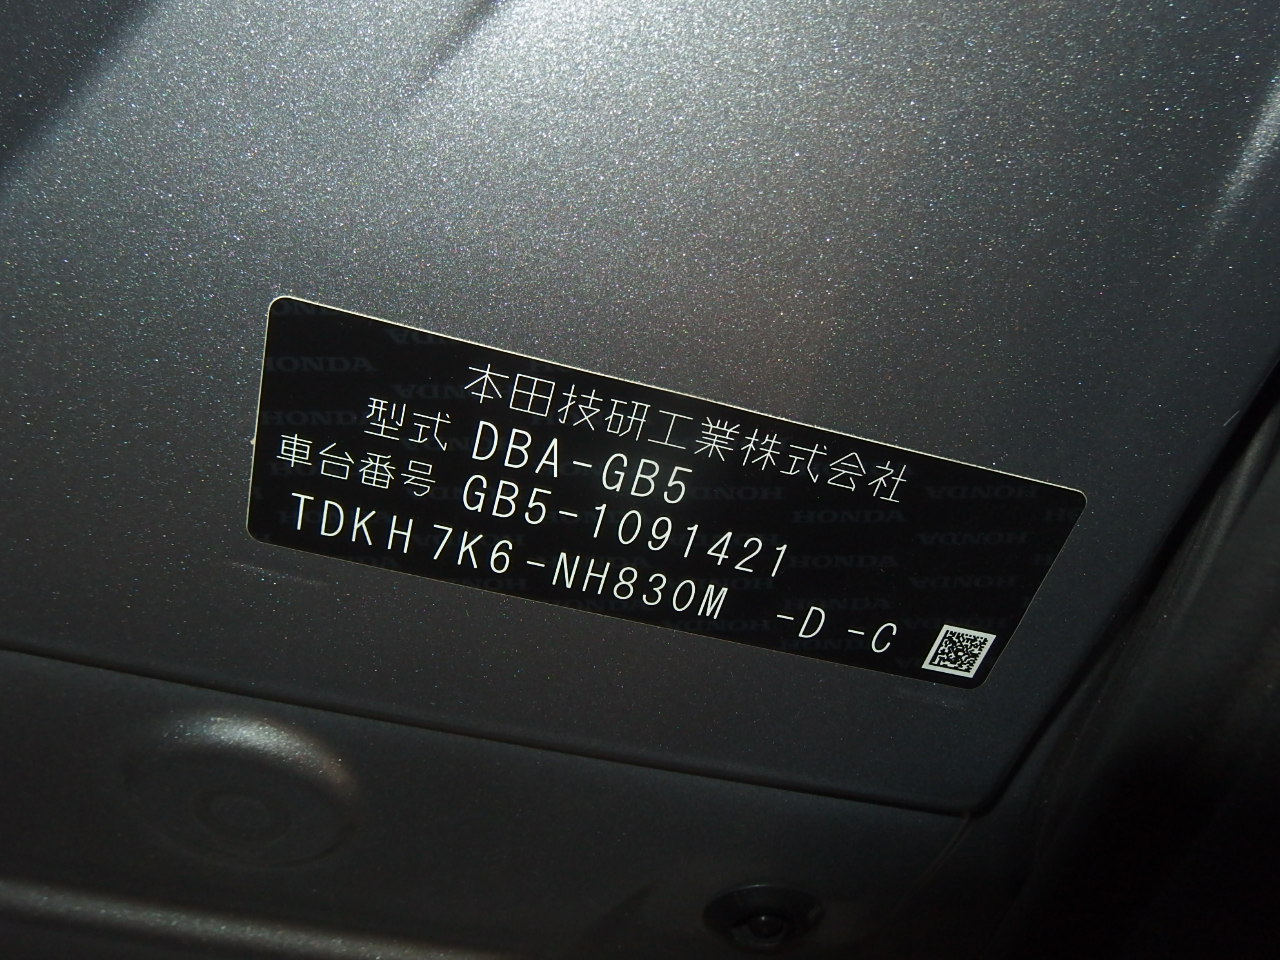 本田技研工業株式会社
型式 DBA-GB5
車台番号 GB5-1091421
TDKH7K6-NH830M -D -C